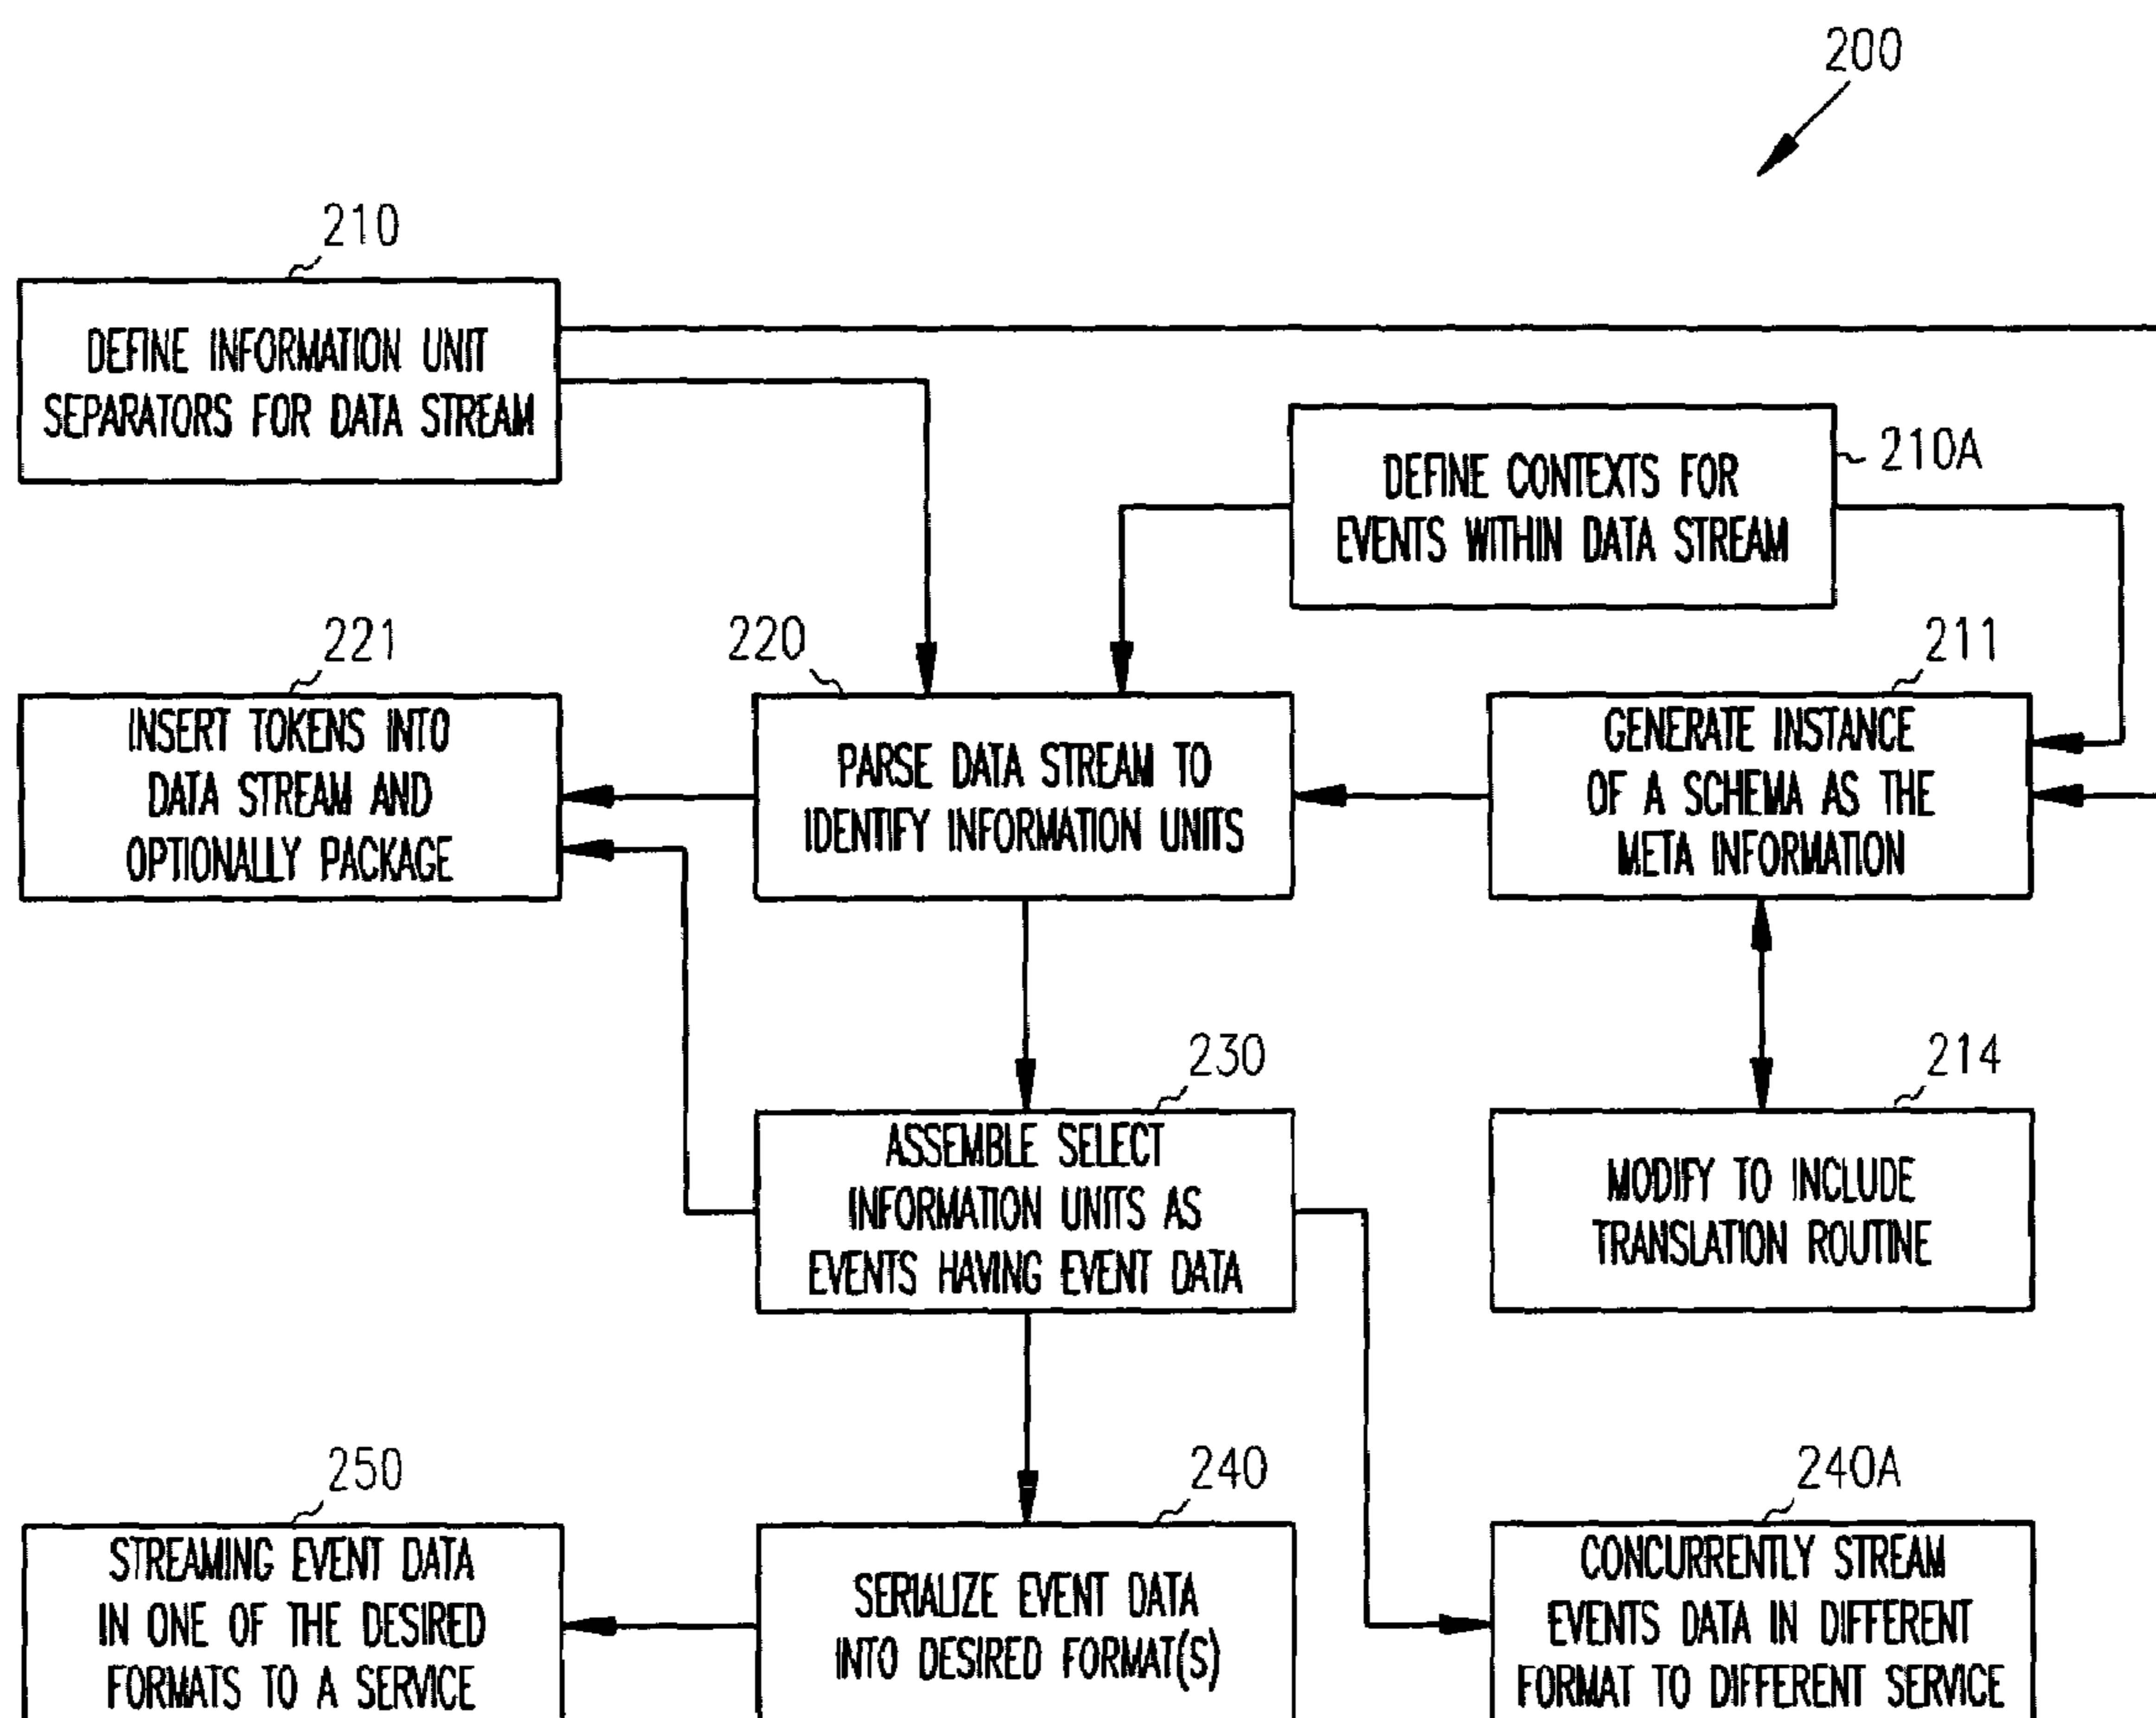 200
210
DEFINE INFORMATION UNIT
SEPARATORS FOR DATA STREAM
210A
DEFINE CONTEXTS FOR
EVENTS WITHIN DATA STREAM
221
INSERT TOKENS INTO
DATA STREAM AND
OPTIONALLY PACKAGE
220
PARSE DATA STREAM TO
IDENTIFY INFORMATION UNITS
211
GENERATE INSTANCE
OF A SCHEMA AS THE
META INFORMATION
230
ASSEMBLE SELECT
INFORMATION UNITS AS
EVENTS HAVING EVENT DATA
214
MODIFY TO INCLUDE
TRANSLATION ROUTINE
250
STREAMING EVENT DATA
IN ONE OF THE DESIRED
FORMATS TO A SERVICE
240
SERIALIZE EVENT DATA
INTO DESIRED FORMAT(S)
240A
CONCURRENTLY STREAM
EVENTS DATA IN DIFFERENT
FORMAT TO DIFFERENT SERVICE